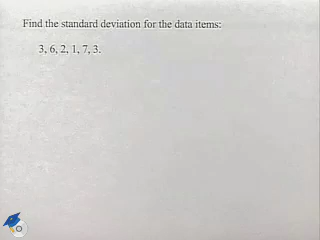 Find the standard deviation for the data items:
3, 6, 2, 1, 7, 3.